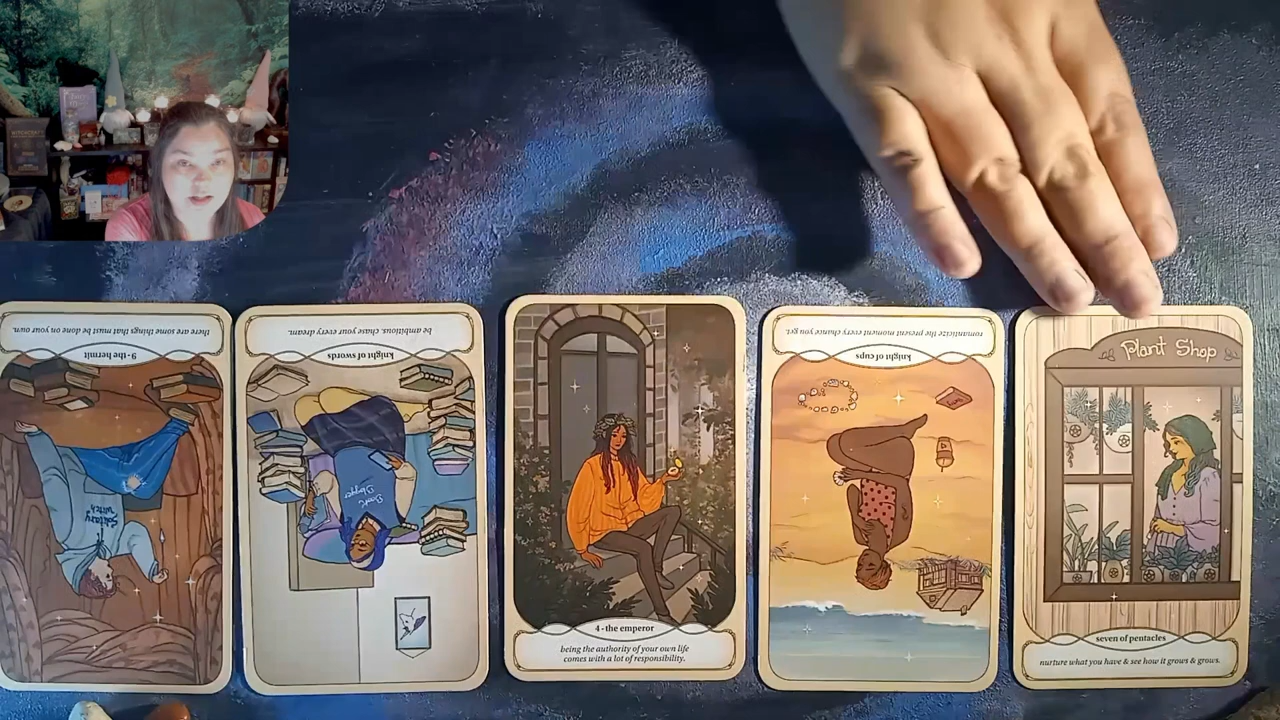 there are some things that must be done on your own.
9 - the hermit
Solitary
witch
be ambitious. chase your every dream.
knight of swords
4 - the emperor
being the authority of your own life
comes with a lot of responsibility.
romanticize the present moment every chance you get.
knight of cups
Plant Shop
seven of pentacles
nurture what you have & see how it grows & grows.